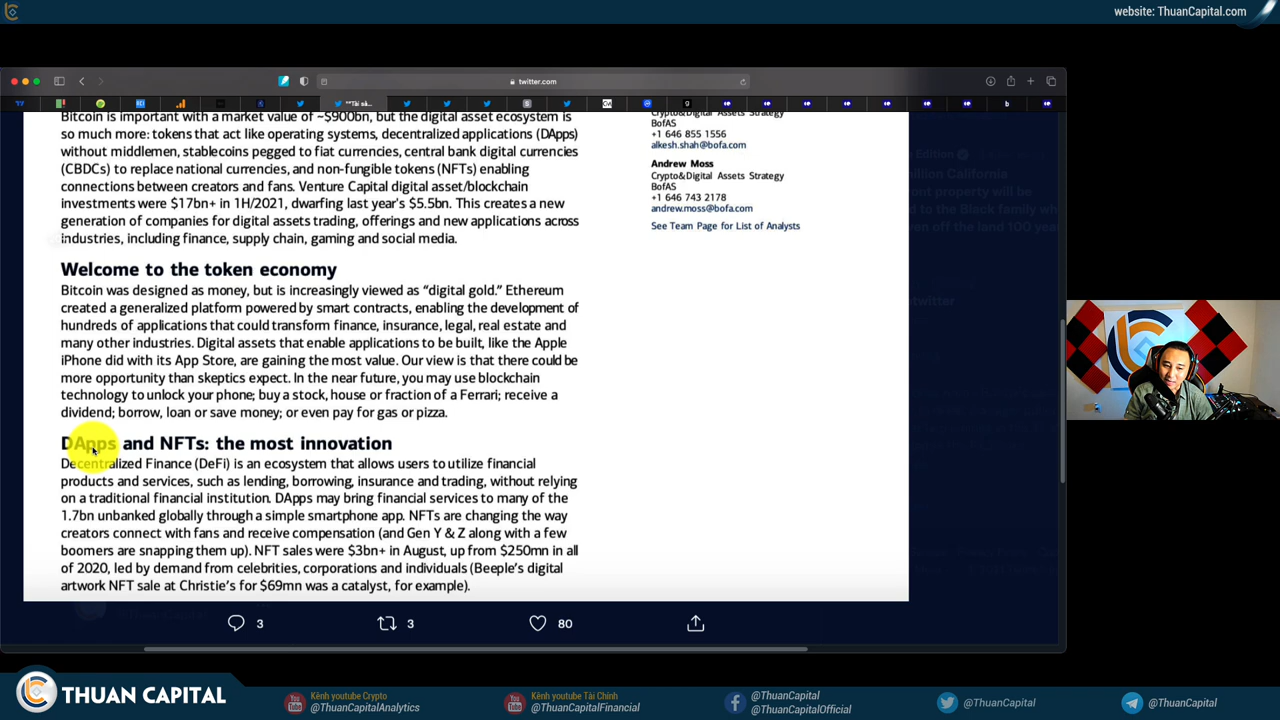 website: ThuanCapital.com
twitter.com
**Tài sả...
Bitcoin is important with a market value of ~$900bn, but the digital asset ecosystem is
so much more: tokens that act like operating systems, decentralized applications (DApps)
without middlemen, stablecoins pegged to fiat currencies, central bank digital currencies
(CBDCs) to replace national currencies, and non-fungible tokens (NFTs) enabling
connections between creators and fans. Venture Capital digital asset/blockchain
investments were $17bn+ in 1H/2021, dwarfing last year's $5.5bn. This creates a new
generation of companies for digital assets trading, offerings and new applications across
industries, including finance, supply chain, gaming and social media.
Welcome to the token economy
Bitcoin was designed as money, but is increasingly viewed as “digital gold.” Ethereum
created a generalized platform powered by smart contracts, enabling the development of
hundreds of applications that could transform finance, insurance, legal, real estate and
many other industries. Digital assets that enable applications to be built, like the Apple
iPhone did with its App Store, are gaining the most value. Our view is that there could be
more opportunity than skeptics expect. In the near future, you may use blockchain
technology to unlock your phone; buy a stock, house or fraction of a Ferrari; receive a
dividend; borrow, loan or save money; or even pay for gas or pizza.
DApps and NFTs: the most innovation
Decentralized Finance (DeFi) is an ecosystem that allows users to utilize financial
products and services, such as lending, borrowing, insurance and trading, without relying
on a traditional financial institution. DApps may bring financial services to many of the
1.7bn unbanked globally through a simple smartphone app. NFTs are changing the way
creators connect with fans and receive compensation (and Gen Y & Z along with a few
boomers are snapping them up). NFT sales were $3bn+ in August, up from $250mn in all
of 2020, led by demand from celebrities, corporations and individuals (Beeple's digital
artwork NFT sale at Christie's for $69mn was a catalyst, for example).
Crypto&Digital Assets Strategy
BofAS
+1 646 855 1556
alkesh.shah@bofa.com
Andrew Moss
Crypto&Digital Assets Strategy
BofAS
+1 646 743 2178
andrew.moss@bofa.com
See Team Page for List of Analysts
3
3
80
THUAN CAPITAL
Kênh youtube Crypto
@ThuanCapitalAnalytics
Kênh youtube Tài Chính
@ThuanCapitalFinancial
@ThuanCapital
@ThuanCapitalOfficial
@ThuanCapital
@ThuanCapital